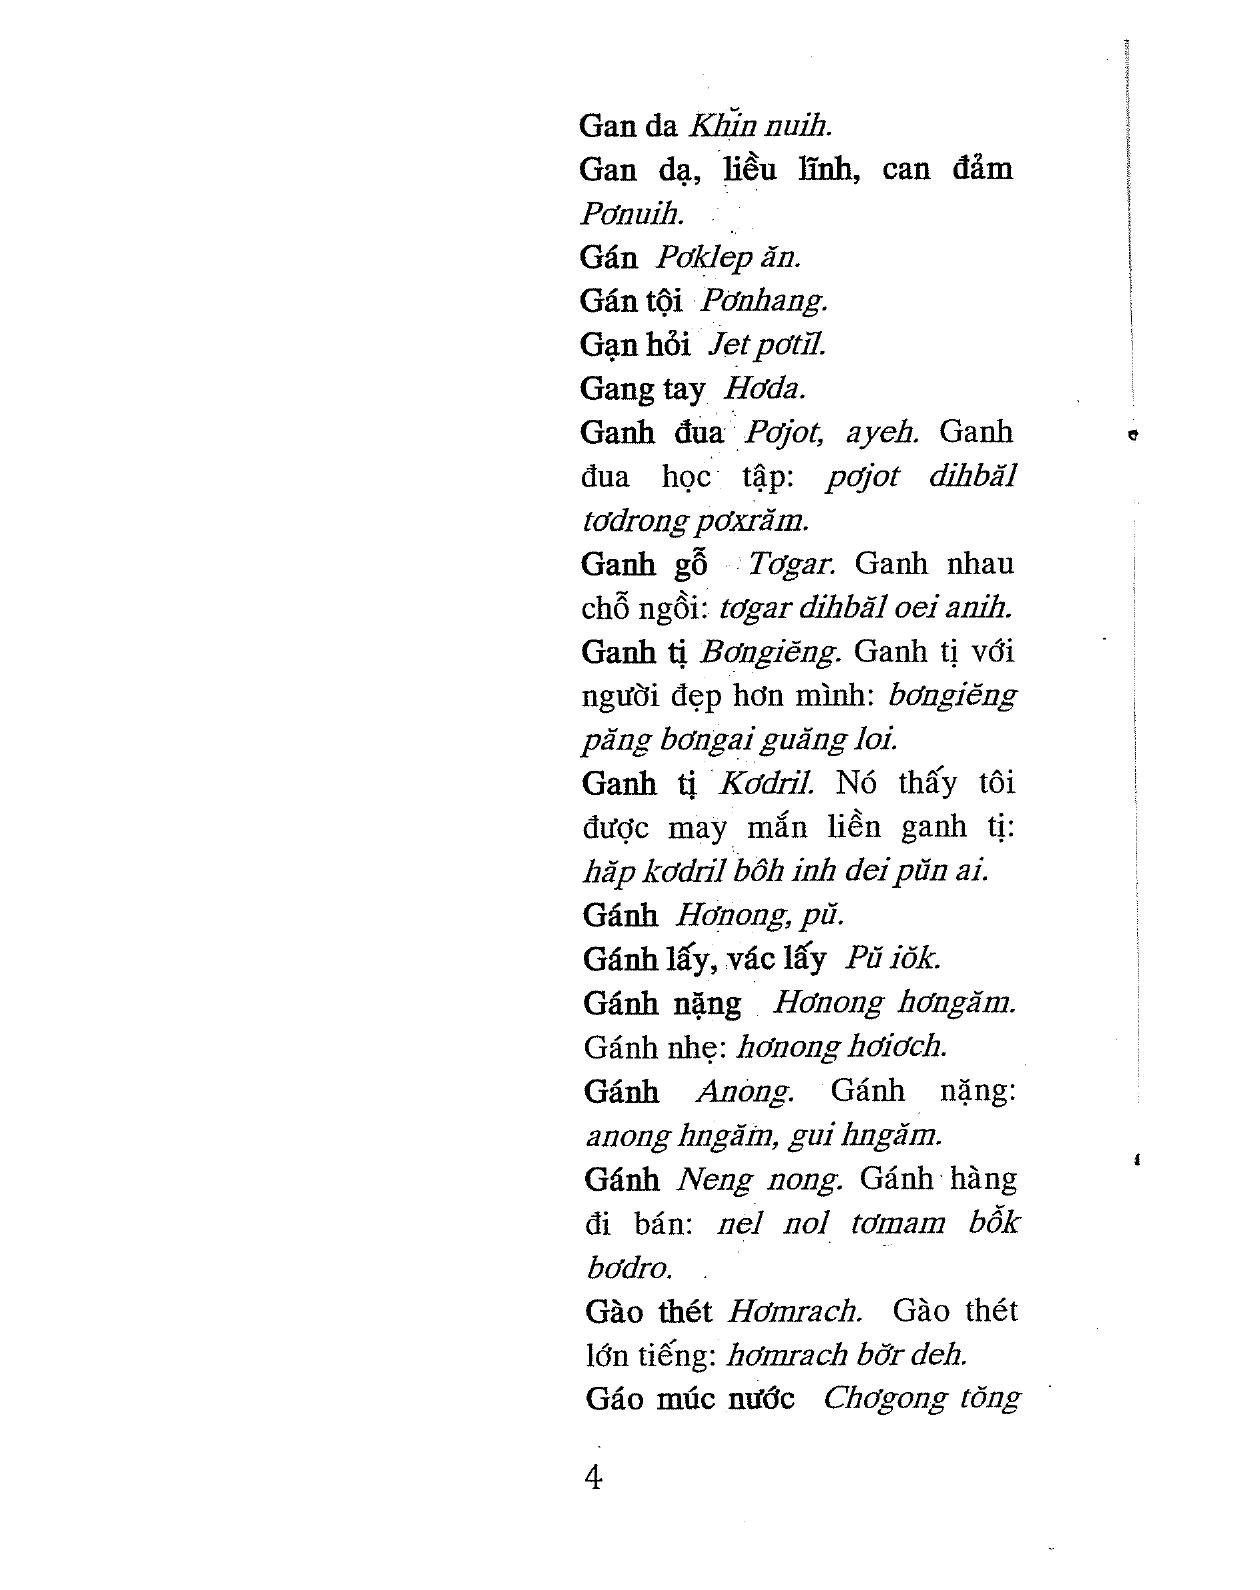 Gan da Khĭn nuih.
Gan dạ, liều lĩnh, can đảm
Pơnuih.
Gán Pơklep ăn.
Gán tội Pơnhang.
Gạn hỏi Jet pơtĭl.
Gang tay Hơda.
Ganh đua Pơjot, ayeh. Ganh
đua học tập: pơjot dihbăl
tơdrong pơxrăm.
Ganh gỗ Tơgar. Ganh nhau
chỗ ngồi: tơgar dihbăl oei anih.
Ganh tị Bơngiĕng. Ganh tị với
người đẹp hơn mình: bơngiĕng
păng bơngai guăng loi.
Ganh tị Kơdril. Nó thấy tôi
được may mắn liền ganh tị:
hăp kơdril bôh inh dei pŭn ai.
Gánh Hơnong, pŭ.
Gánh lấy, vác lấy Pŭ iŏk.
Gánh nặng Hơnong hơngăm.
Gánh nhẹ: hơnong hơiơch.
Gánh Anong. Gánh nặng:
anong hngăm, gui hngăm.
Gánh Neng nong. Gánh hàng
đi bán: nel nol tơmam bô̆k
bơdro.
Gào thét Hơmrach. Gào thét
lớn tiếng: hơmrach bơ̆r deh.
Gáo múc nước Chơgong tŏng
4